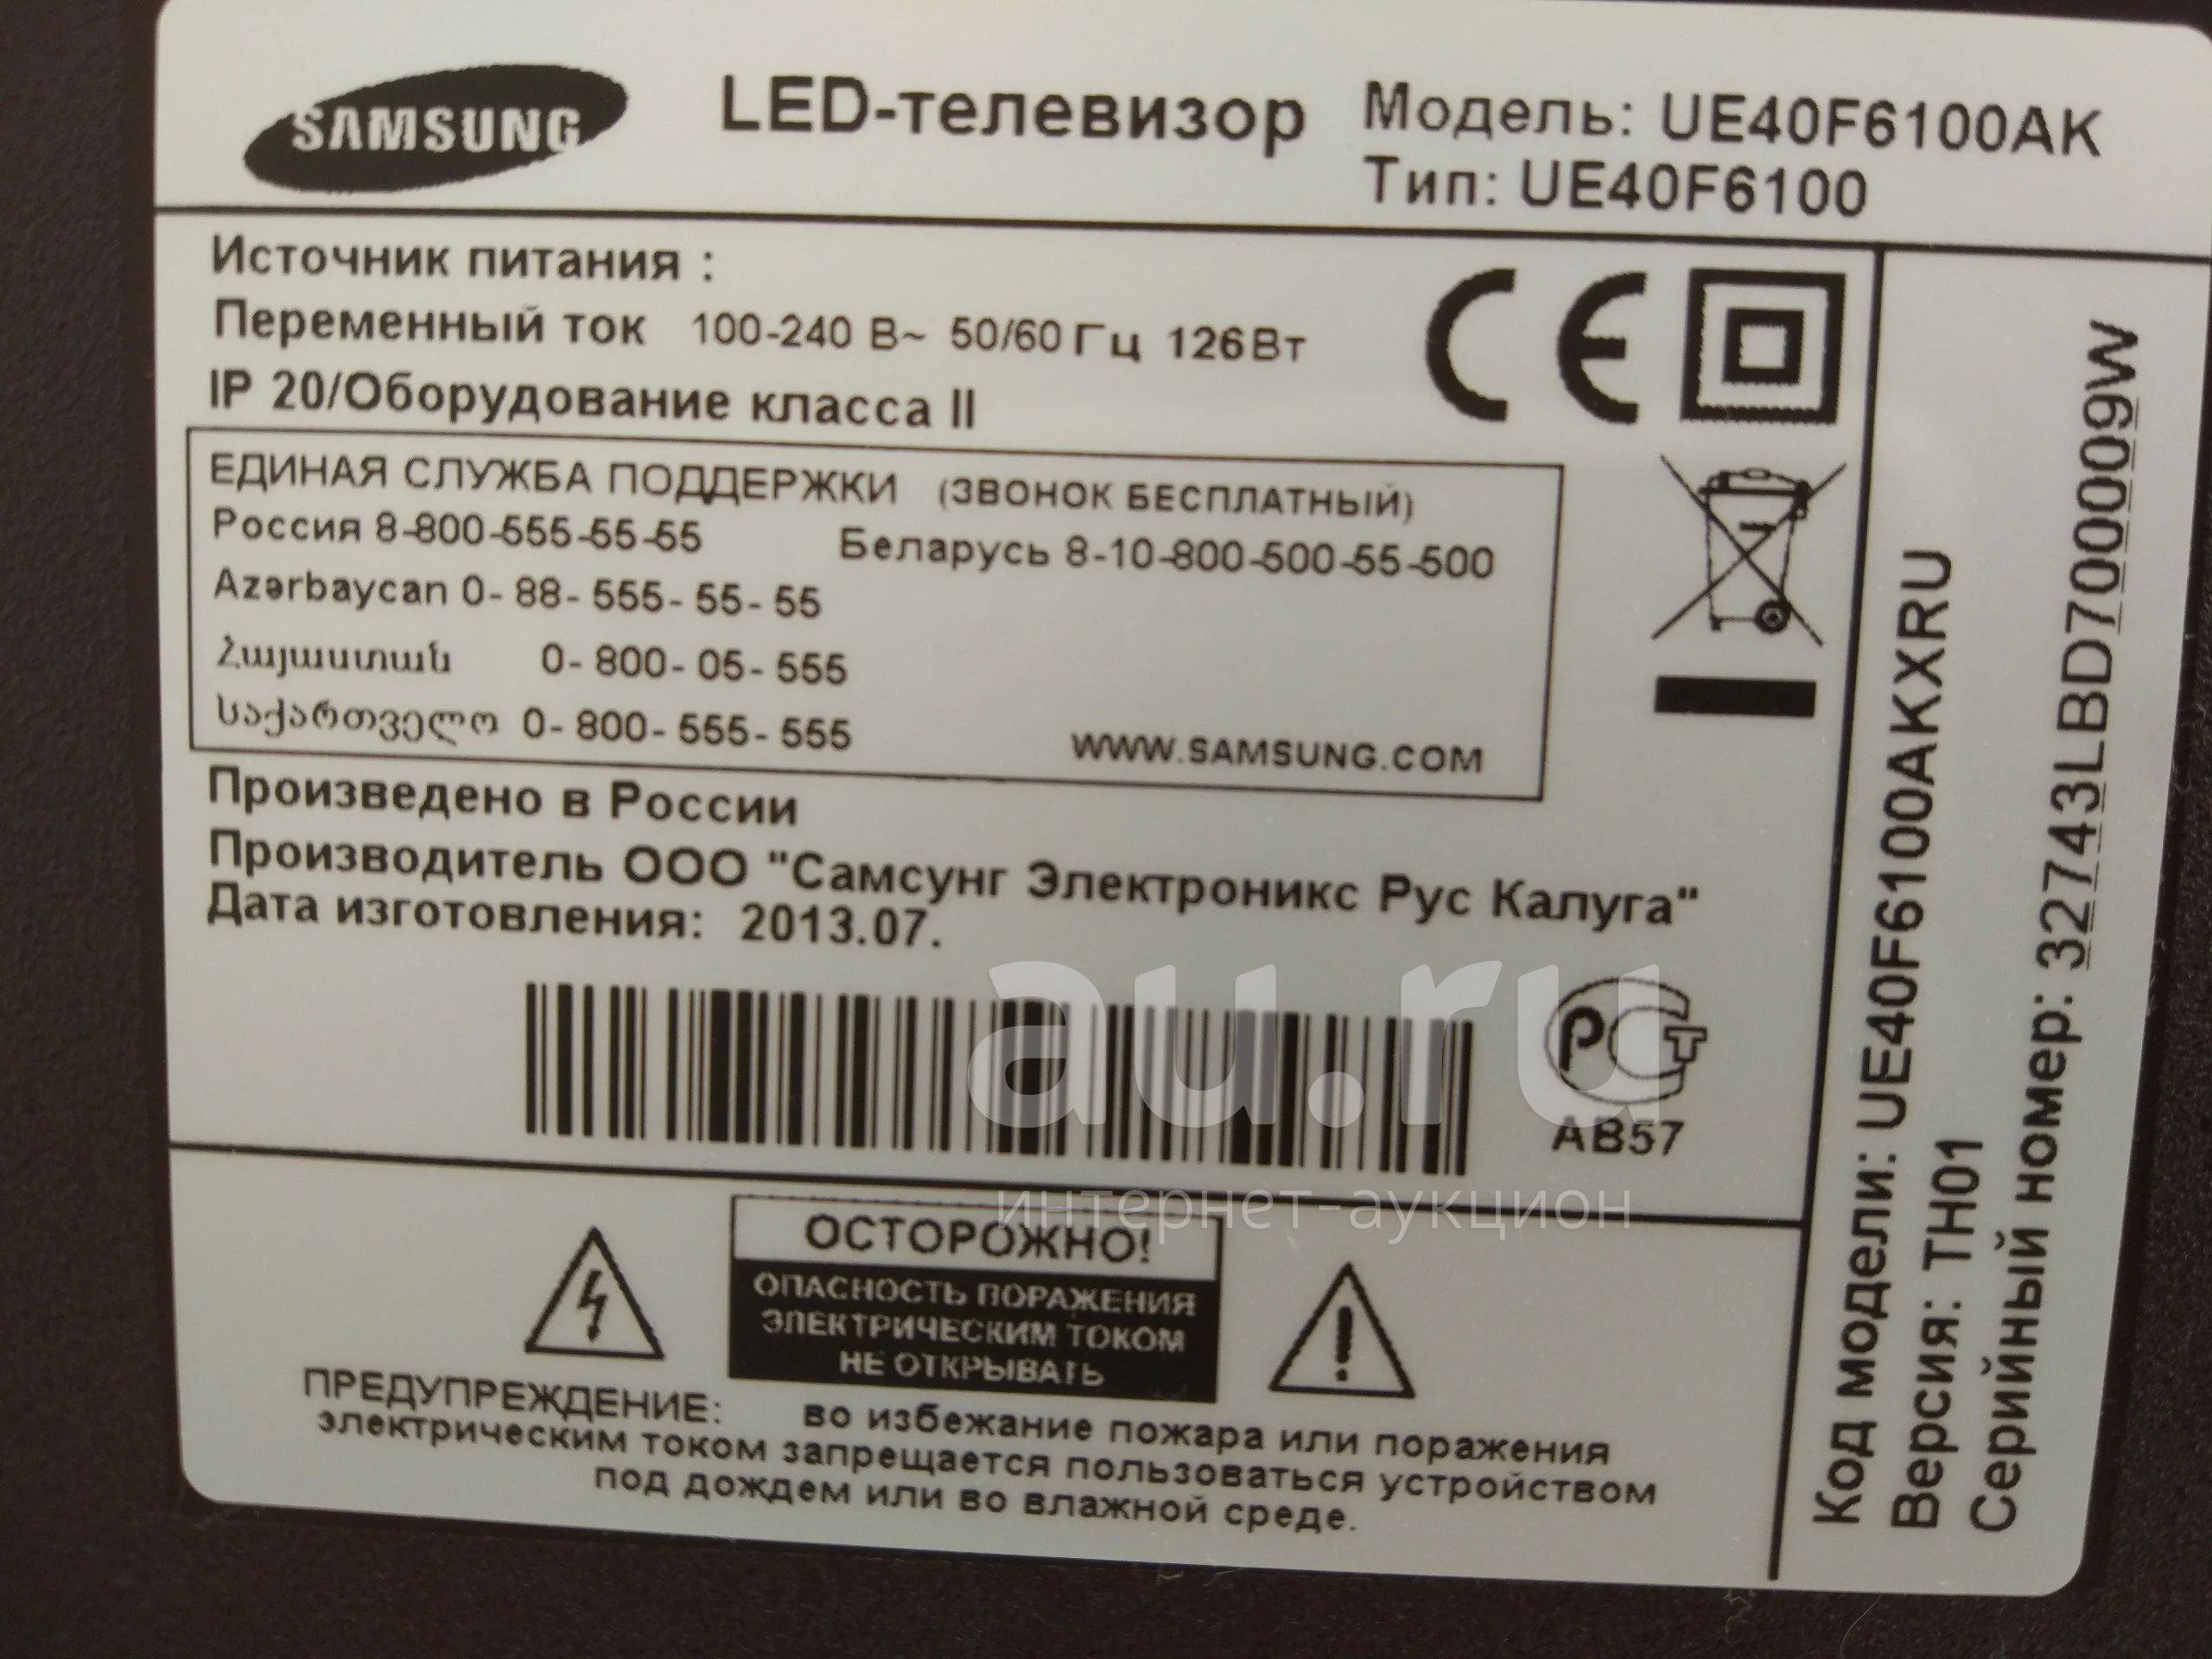 SAMSUNG
LED-телевизор
Модель: UE40F6100AK
Тип: UE40F6100
Источник питания :
Переменный ток 100-240 В~ 50/60 Гц 126Вт
IP 20/Оборудование класса II
CE
ЕДИНАЯ СЛУЖБА ПОДДЕРЖКИ (ЗВОНОК БЕСПЛАТНЫЙ)
Россия 8-800-555-55-55 Беларусь 8-10-800-500-55-500
Azərbaycan 0- 88- 555- 55- 55
Հայաստան 0- 800- 05- 555
საქართველო 0- 800- 555- 555
WWW.SAMSUNG.COM
Произведено в России
Производитель ООО "Самсунг Электроникс Рус Калуга"
Дата изготовления: 2013.07.
au.ru
интернет-аукцион
РСТ
АВ57
ОСТОРОЖНО!
ОПАСНОСТЬ ПОРАЖЕНИЯ
ЭЛЕКТРИЧЕСКИМ ТОКОМ
НЕ ОТКРЫВАТЬ
ПРЕДУПРЕЖДЕНИЕ: во избежание пожара или поражения
электрическим током запрещается пользоваться устройством
под дождем или во влажной среде.
Код модели: UE40F6100AKXRU
Версия: TH01
Серийный номер: 32743LBD700009W